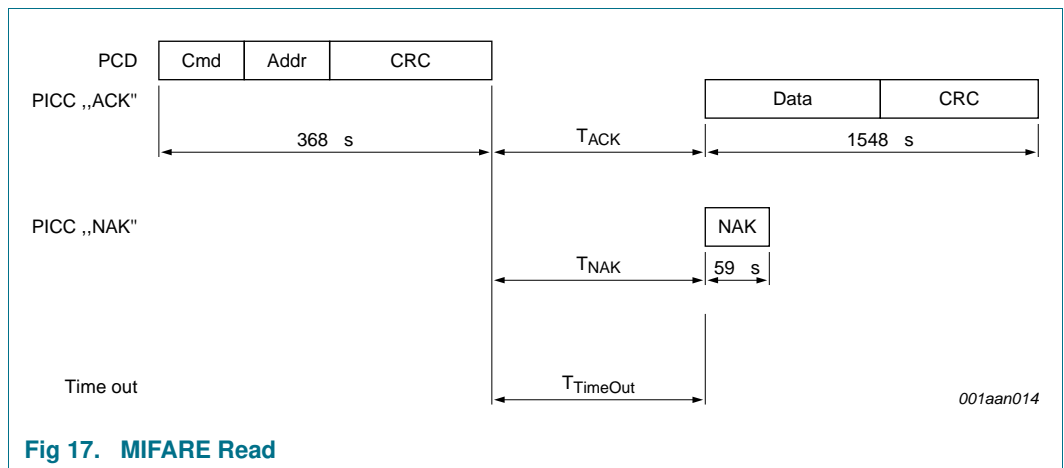 PCD Cmd Addr CRC
PICC ,,ACK" Data CRC
368 s TACK 1548 s
PICC ,,NAK" NAK
TNAK 59 s
Time out TTimeOut 001aan014
Fig 17. MIFARE Read